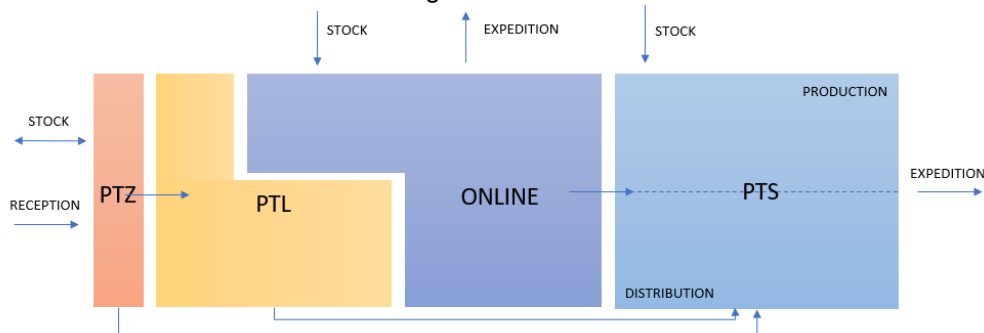 STOCK
EXPEDITION
STOCK
PRODUCTION
STOCK
PTZ
PTL
ONLINE
PTS
EXPEDITION
RECEPTION
DISTRIBUTION